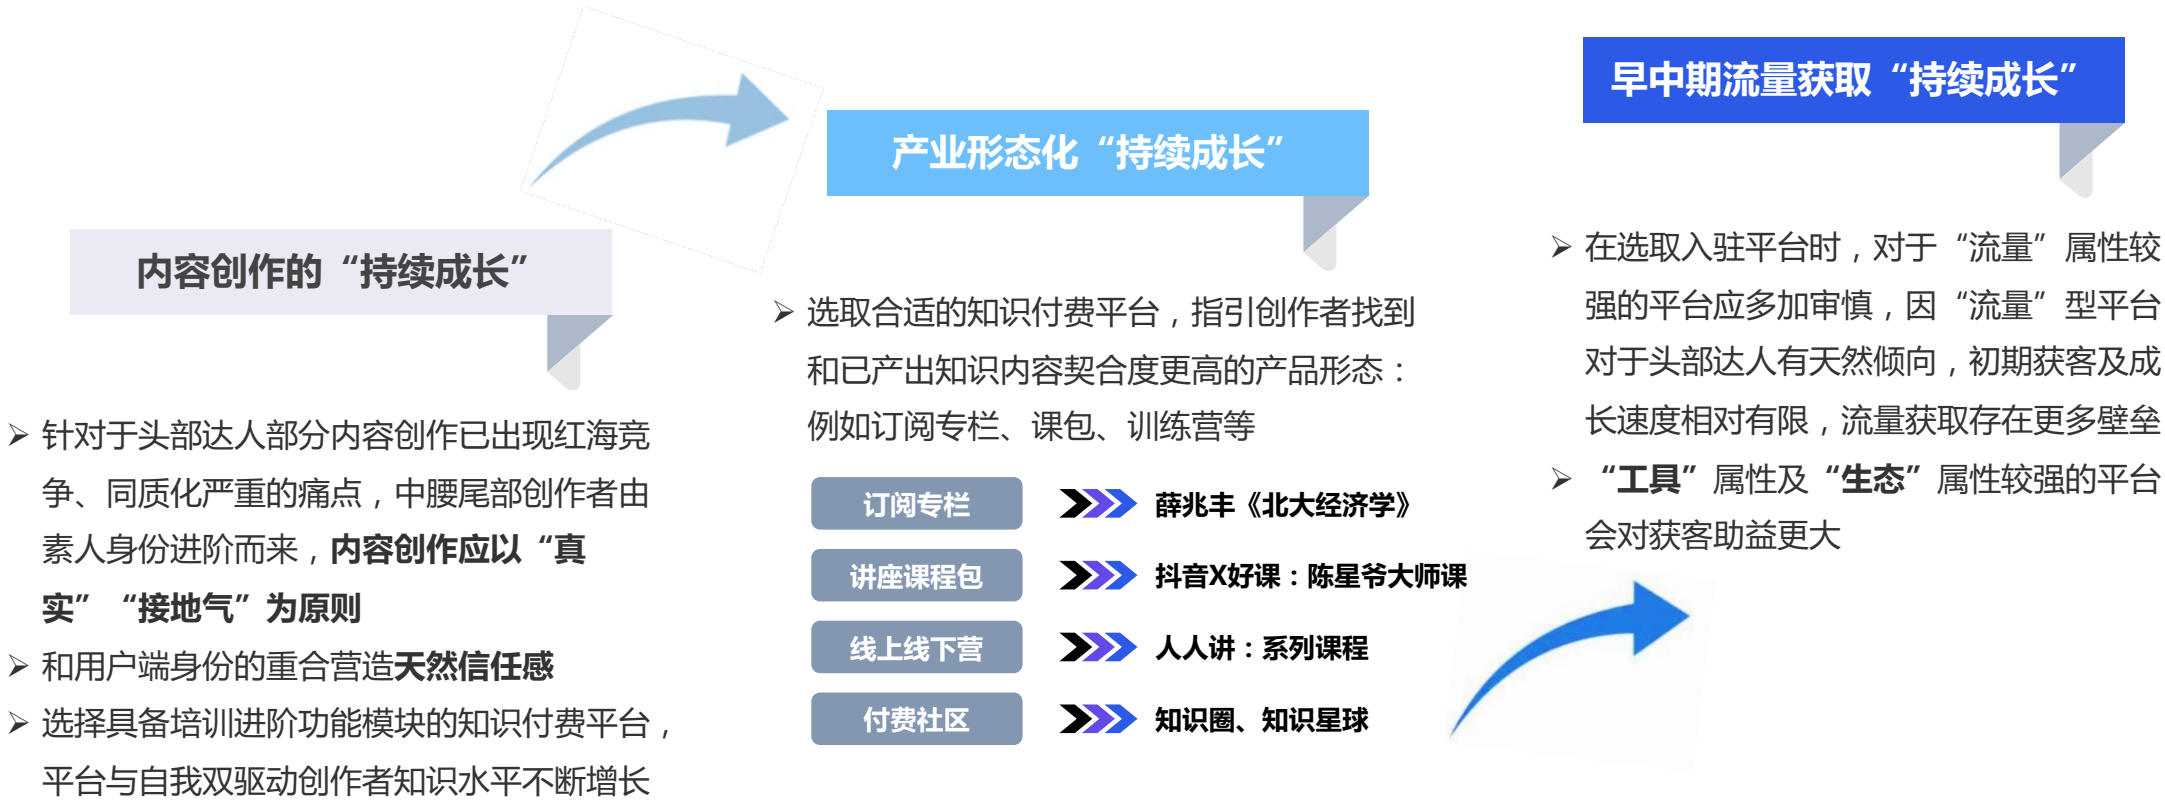 内容创作的“持续成长”
➢ 针对于头部达人部分内容创作已出现红海竞
争、同质化严重的痛点，中腰尾部创作者由
素人身份进阶而来，内容创作应以“真
实”“接地气”为原则
➢ 和用户端身份的重合营造天然信任感
➢ 选择具备培训进阶功能模块的知识付费平台，
平台与自我双驱动创作者知识水平不断增长
产业形态化“持续成长”
➢ 选取合适的知识付费平台，指引创作者找到
和已产出知识内容契合度更高的产品形态：
例如订阅专栏、课包、训练营等
订阅专栏 薛兆丰《北大经济学》
讲座课程包 抖音X好课：陈星爷大师课
线上线下营 人人讲：系列课程
付费社区 知识圈、知识星球
早中期流量获取“持续成长”
➢ 在选取入驻平台时，对于“流量”属性较
强的平台应多加审慎，因“流量”型平台
对于头部达人有天然倾向，初期获客及成
长速度相对有限，流量获取存在更多壁垒
➢ “工具”属性及“生态”属性较强的平台
会对获客助益更大